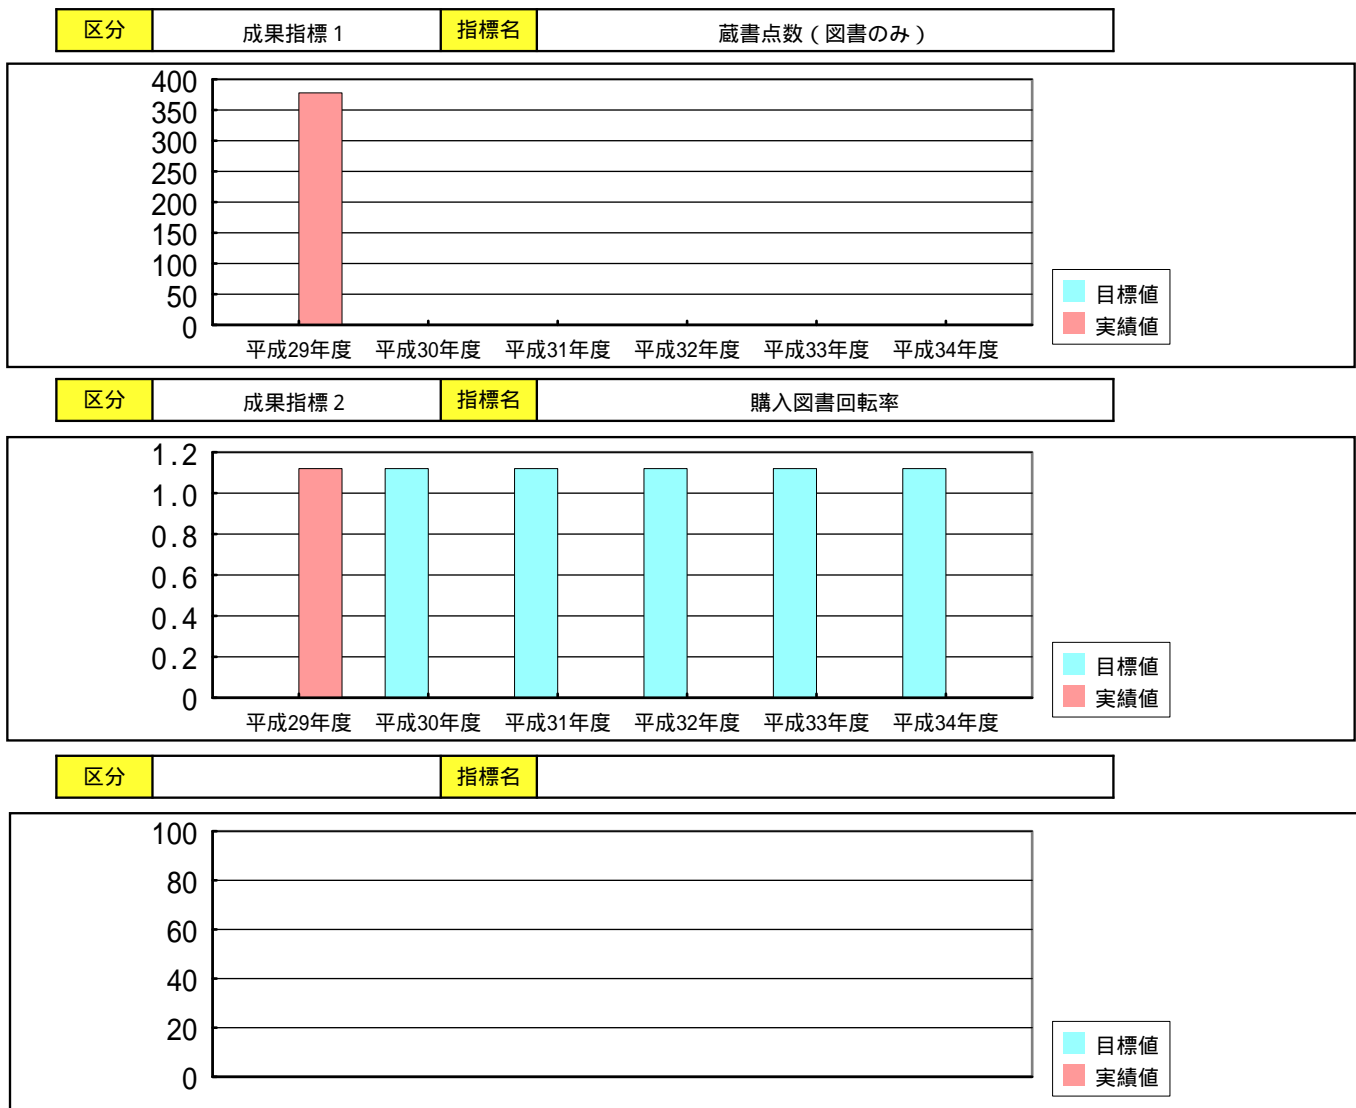 区分 成果指標1 指標名 蔵書点数(図書のみ)
400
350
300
250
200
150
100
50
0
平成29年度 平成30年度 平成31年度 平成32年度 平成33年度 平成34年度
目標値
実績値
区分 成果指標2 指標名 購入図書回転率
1.2
1.0
0.8
0.6
0.4
0.2
0
平成29年度 平成30年度 平成31年度 平成32年度 平成33年度 平成34年度
目標値
実績値
区分 指標名
100
80
60
40
20
0
目標値
実績値